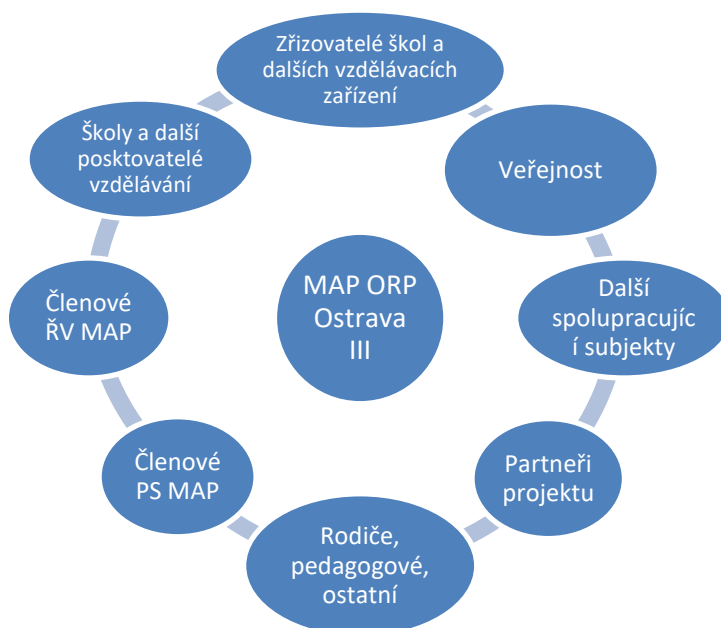 Zřizovatelé škol a
dalších vzdělávacích
zařízení
Veřejnost
Další
spolupracujíc
í subjekty
Partneři
projektu
Rodiče,
pedagogové,
ostatní
Členové
PS MAP
Členové
ŘV MAP
Školy a další
posktovatelé
vzdělávání
MAP ORP
Ostrava
III